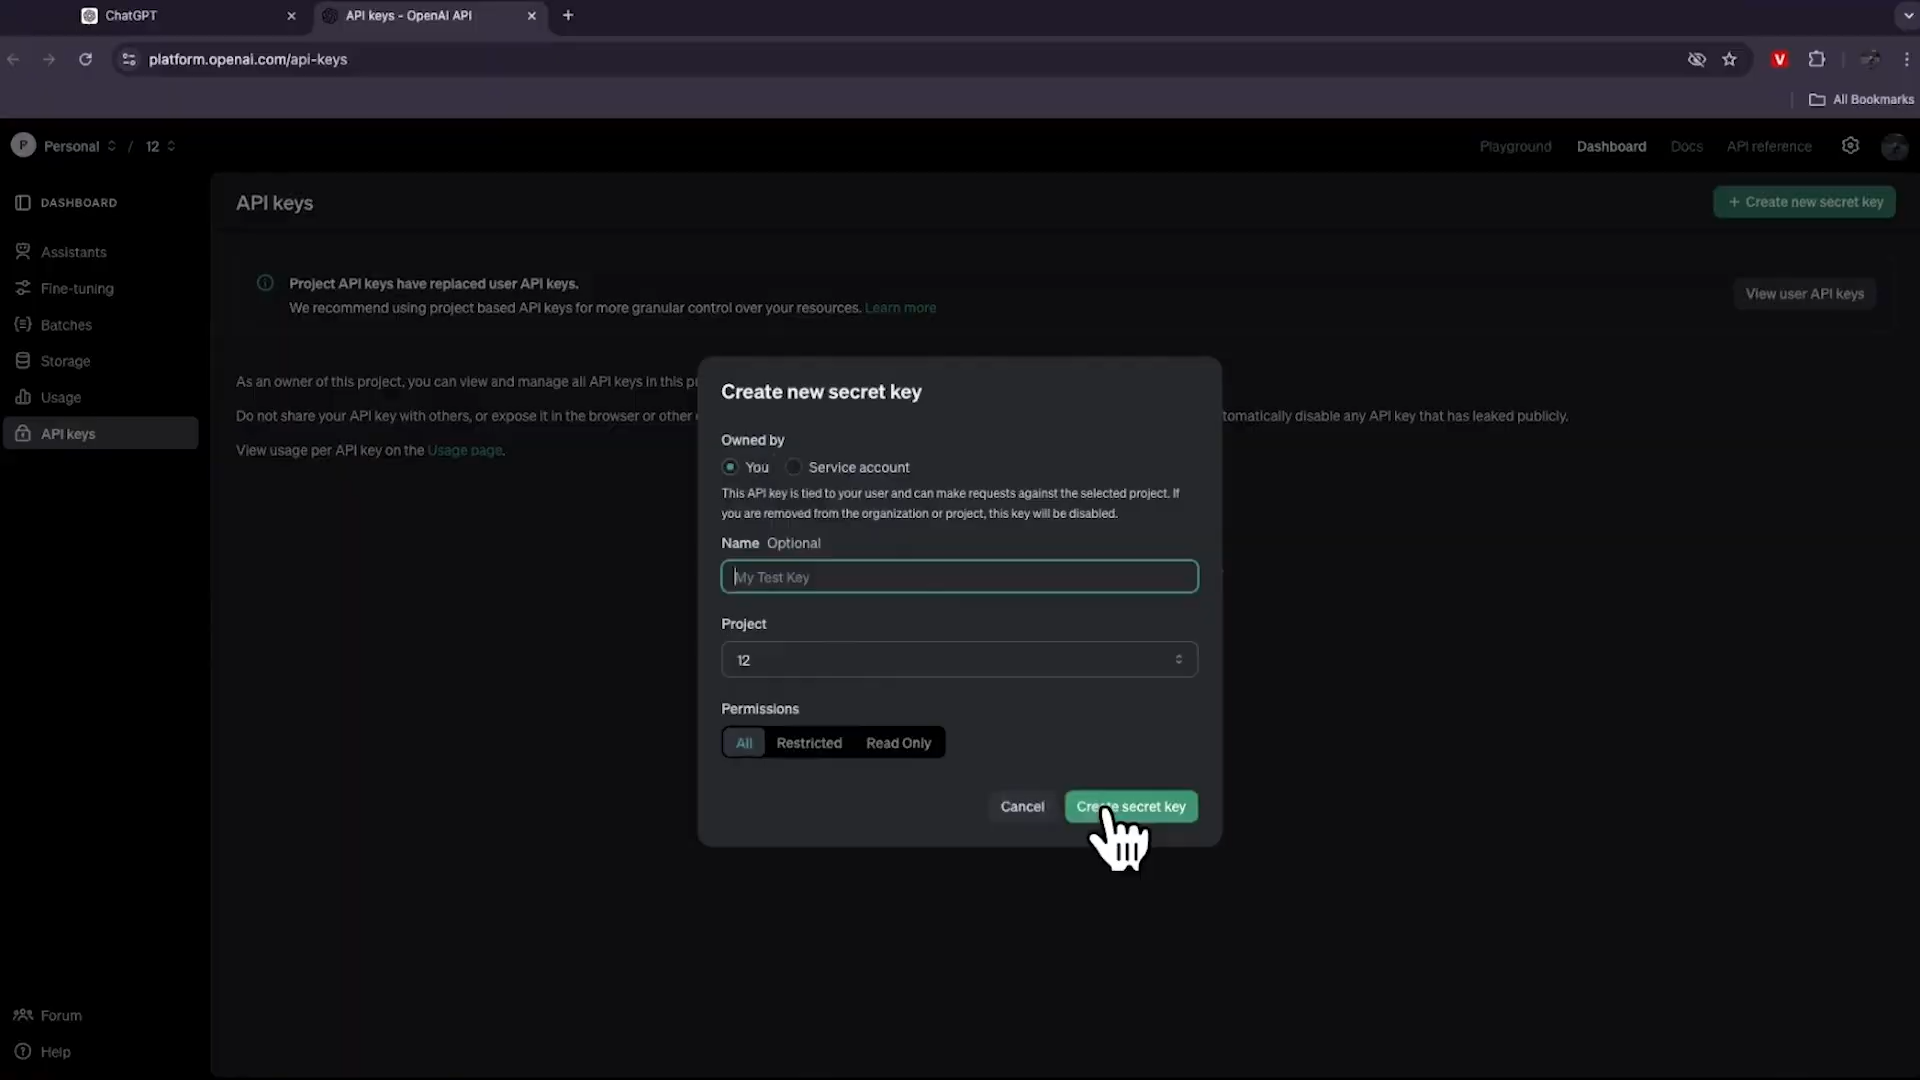 ChatGPT
API keys - OpenAI API
platform.openai.com/api-keys
V
All Bookmarks
P Personal / 12
Playground
Dashboard
Docs
API reference
DASHBOARD
Assistants
Fine-tuning
Batches
Storage
Usage
API keys
Forum
Help
API keys
+ Create new secret key
Project API keys have replaced user API keys.
We recommend using project based API keys for more granular control over your resources. Learn more
View user API keys
As an owner of this project, you can view and manage all API keys in this
Do not share your API key with others, or expose it in the browser or other
any API key that has leaked publicly.
View usage per API key on the Usage page.
Create new secret key
Owned by
You
Service account
This API key is tied to your user and can make requests against the selected project. If
you are removed from the organization or project, this key will be disabled.
Name Optional
My Test Key
Project
12
Permissions
All
Restricted
Read Only
Cancel
Create secret key